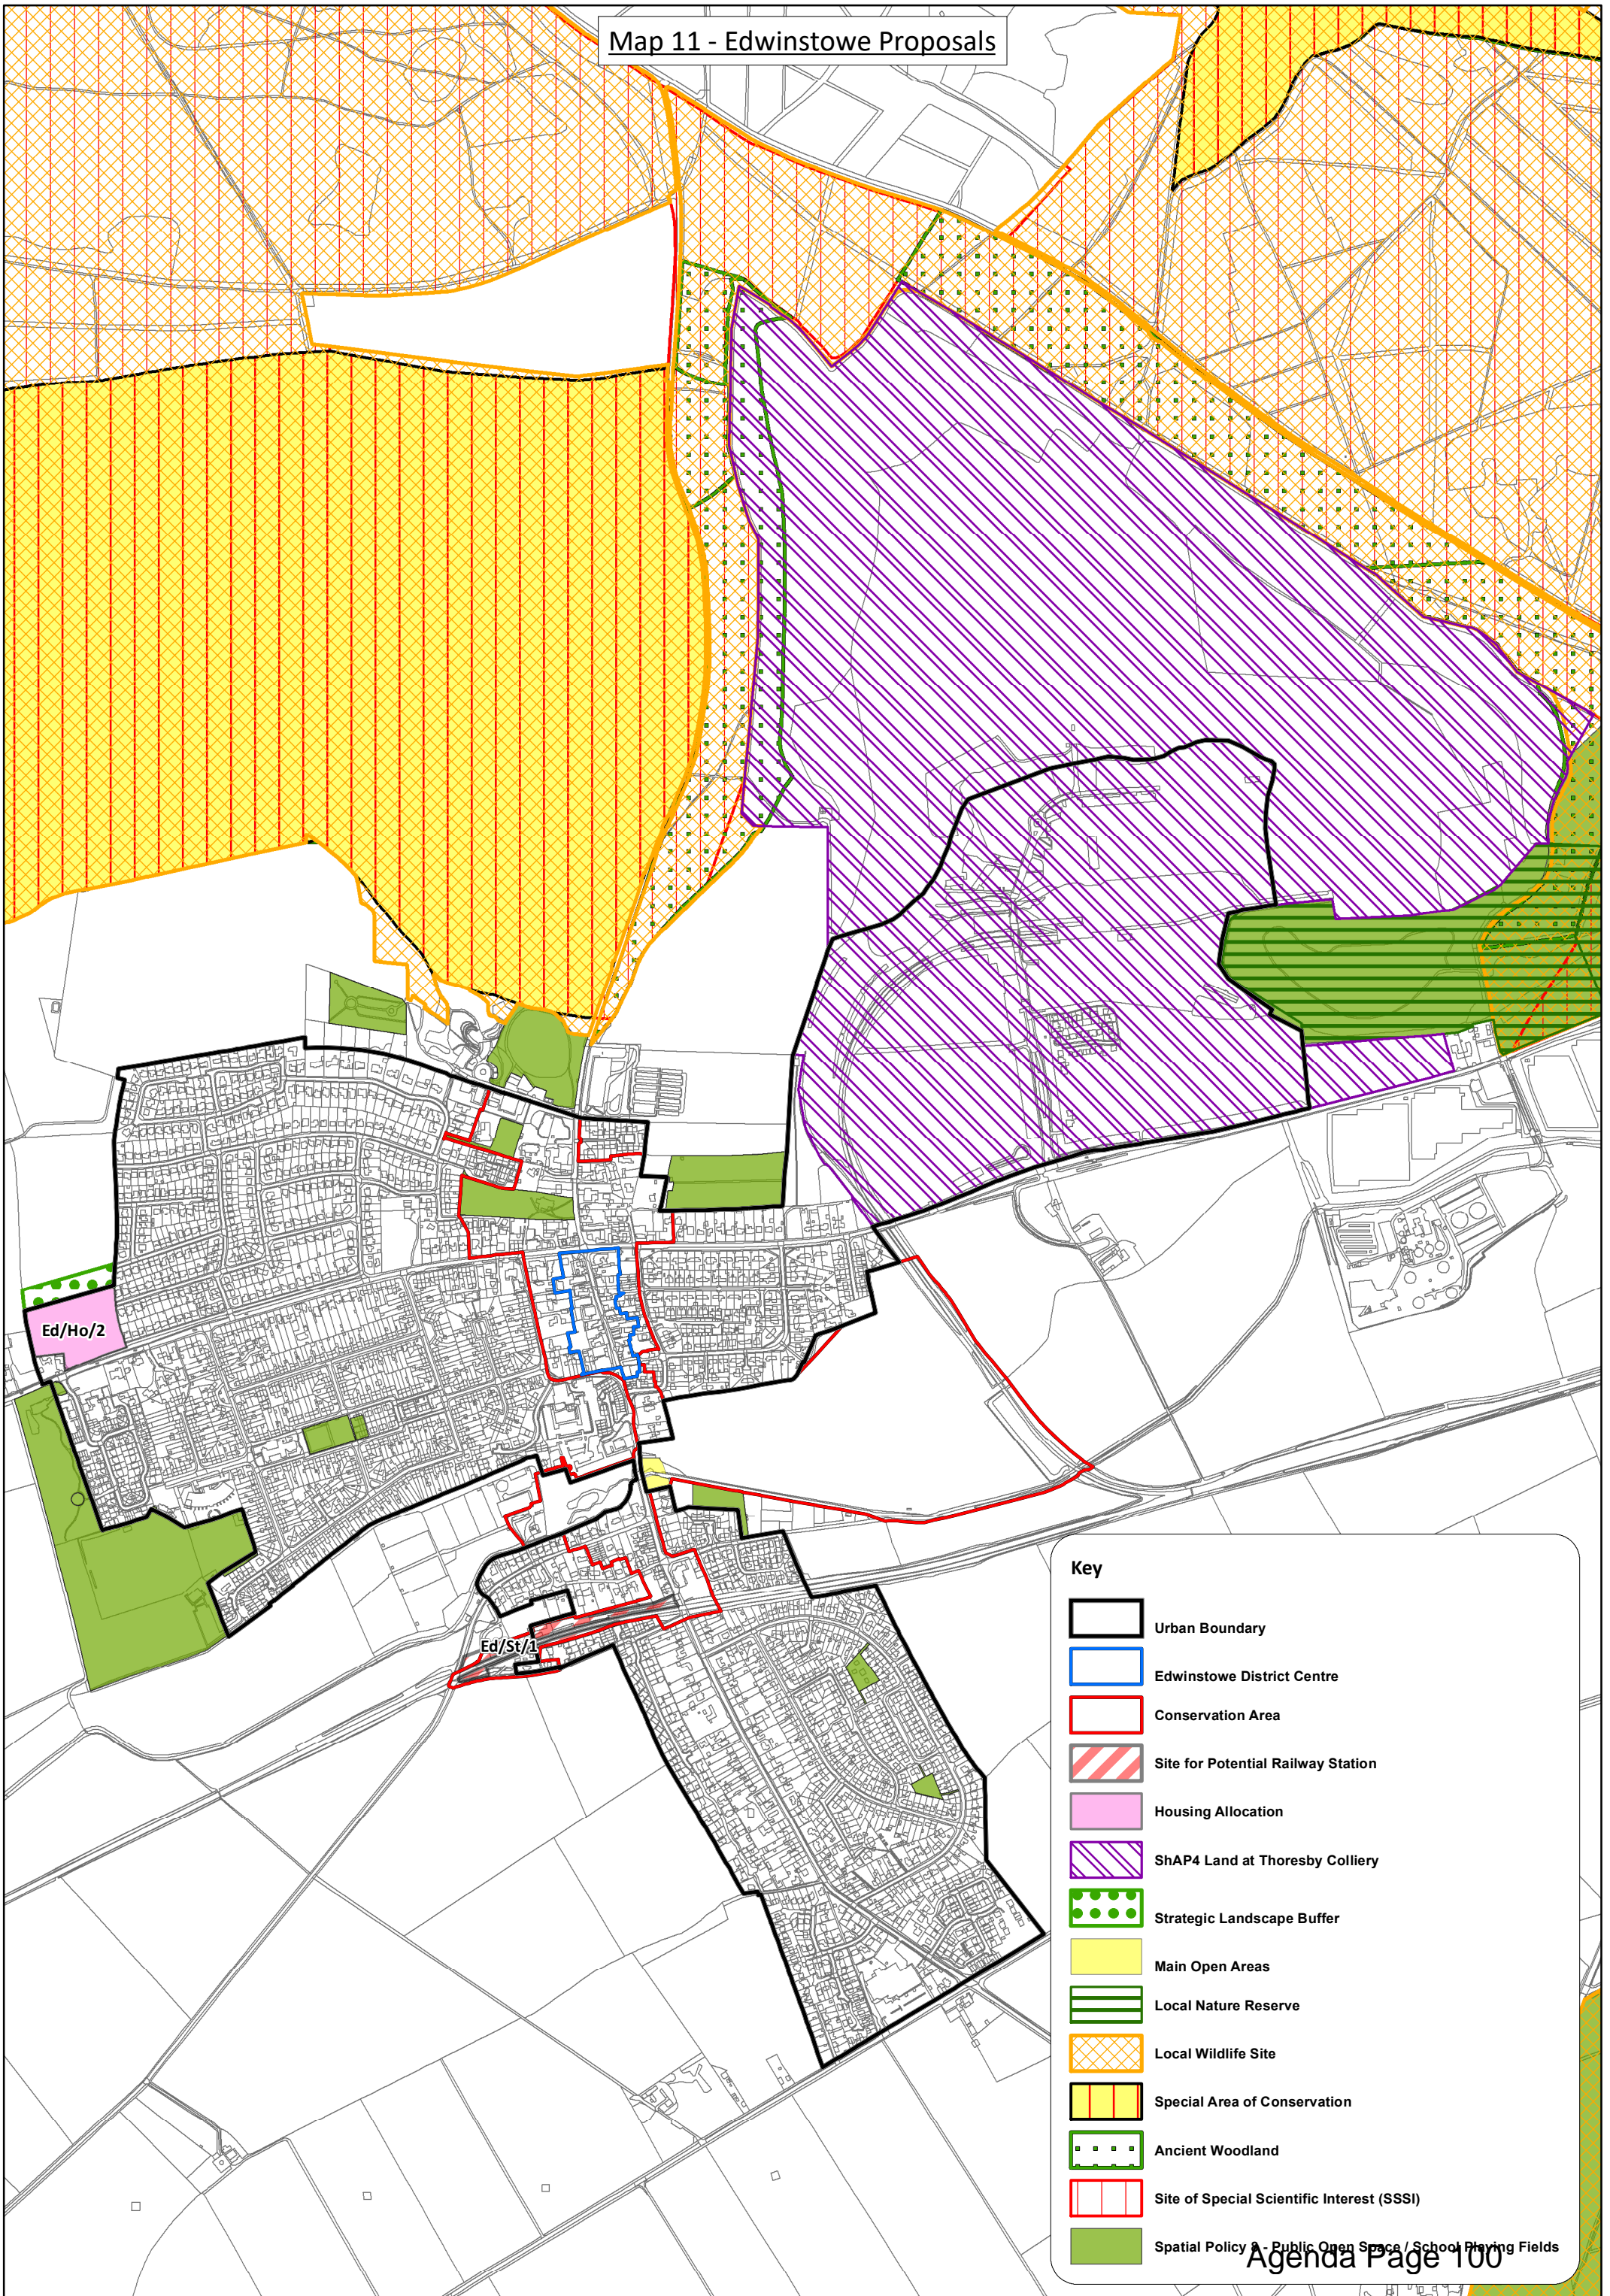 Map 11 - Edwinstowe Proposals
Ed/Ho/2
Ed/St/1
Key
Urban Boundary
Edwinstowe District Centre
Conservation Area
Site for Potential Railway Station
Housing Allocation
ShAP4 Land at Thoresby Colliery
Strategic Landscape Buffer
Main Open Areas
Local Nature Reserve
Local Wildlife Site
Special Area of Conservation
Ancient Woodland
Site of Special Scientific Interest (SSSI)
Spatial Policy 8 - Public Open Space / School Playing Fields
Agenda Page 100